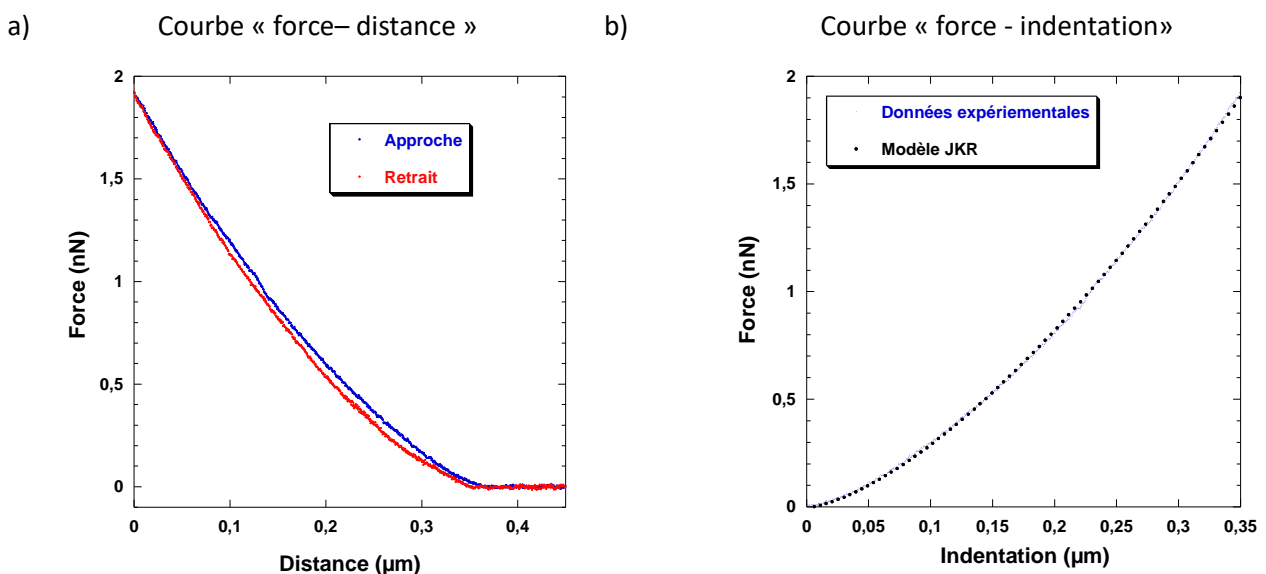 a)
Courbe « force– distance »
2
1,5
1
0,5
0
Force (nN)
Approche
Retrait
0
0,1
0,2
0,3
0,4
Distance (µm)
b)
Courbe « force - indentation»
2
1,5
1
0,5
0
Force (nN)
Données expériementales
Modèle JKR
0
0,05
0,1
0,15
0,2
0,25
0,3
0,35
Indentation (µm)